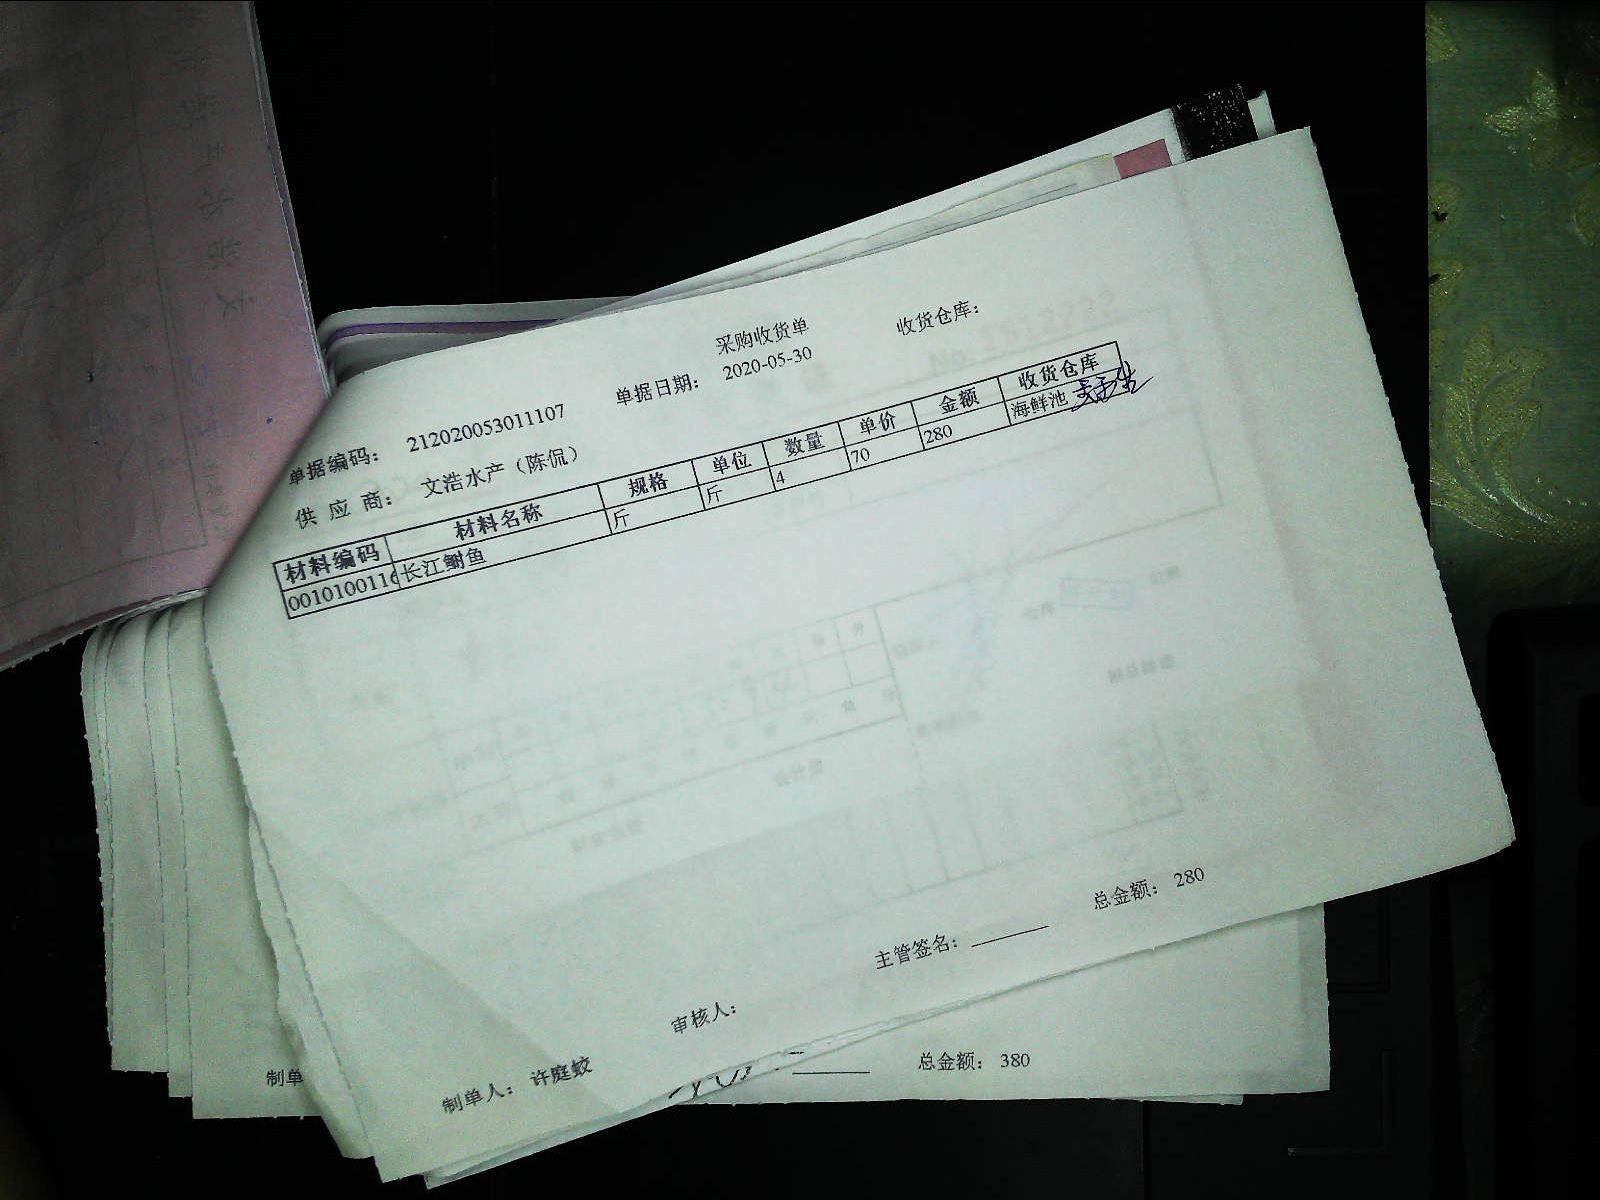 采购收货单
单据编码： 212020053011107 单据日期： 2020-05-30 收货仓库：
供 应 商： 文浩水产（陈侃）
材料编码 材料名称 规格 单位 数量 单价 金额 收货仓库
001010011 长江鮰鱼 斤 斤 4 70 280 海鲜池
制单人： 许庭蛟 审核人： 主管签名： 总金额： 280
制单 总金额： 380